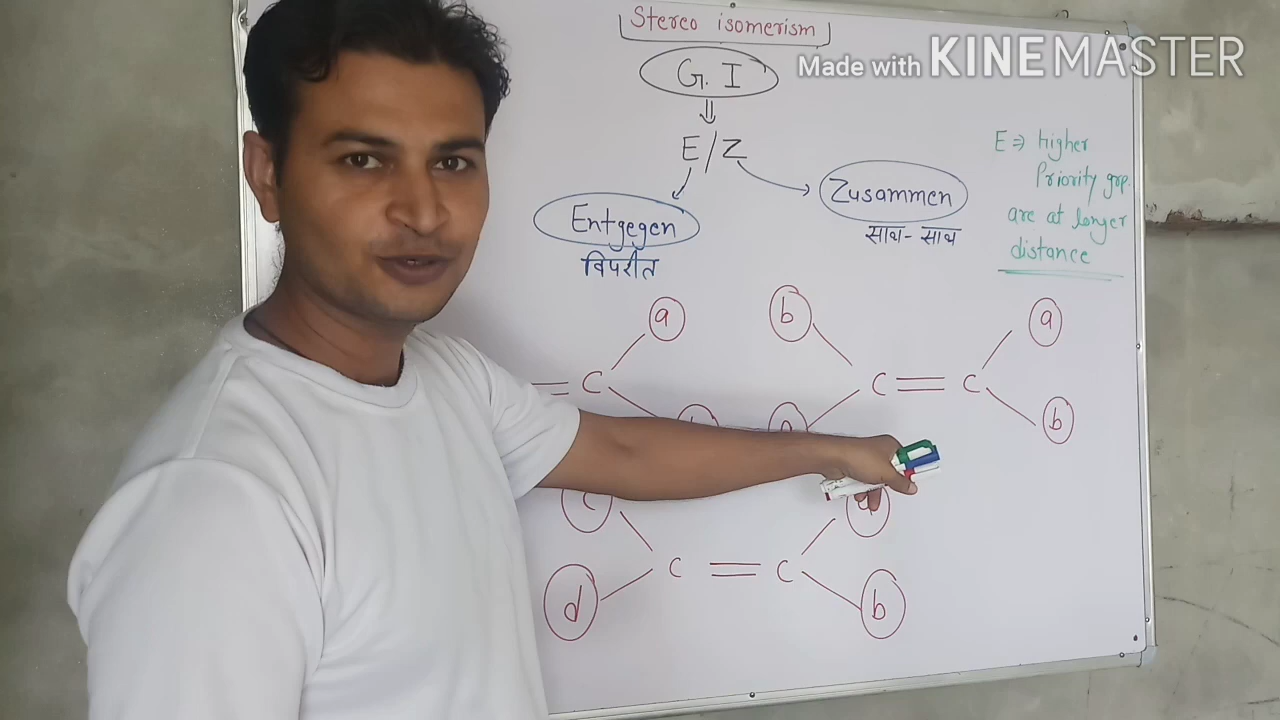 Stereo isomerism
Made with KINEMASTER
G. I
⇓
E/Z
Entgegen
विपरीत
Zusammen
साथ-साथ
E ⇒ higher
Priority grp.
are at longer
distance
a
= C
b
a
C = C
a
b
c
d
C = C
b